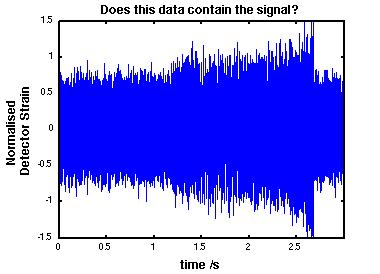 Does this data contain the signal?
1.5
1
0.5
0
-0.5
-1
-1.5
Normalised
Detector Strain
0 0.5 1 1.5 2 2.5
time /s